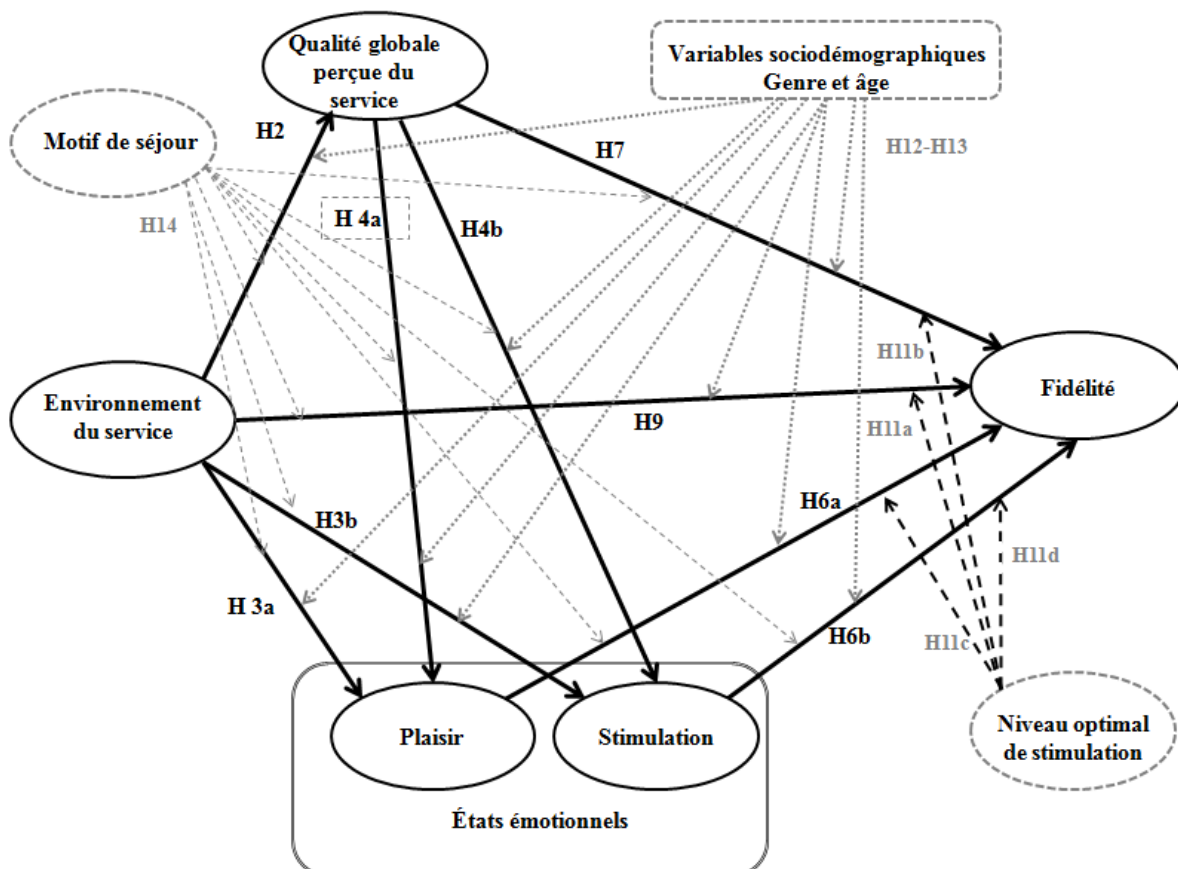 Qualité globale
perçue du
service
Variables sociodémographiques
Genre et âge
Motif de séjour
H2
H7
H12-H13
H14
H 4a
H4b
H11b
Environnement
du service
Fidélité
H9
H11a
H3b
H6a
H11d
H 3a
H6b
H11c
Plaisir
Stimulation
Niveau optimal
de stimulation
États émotionnels